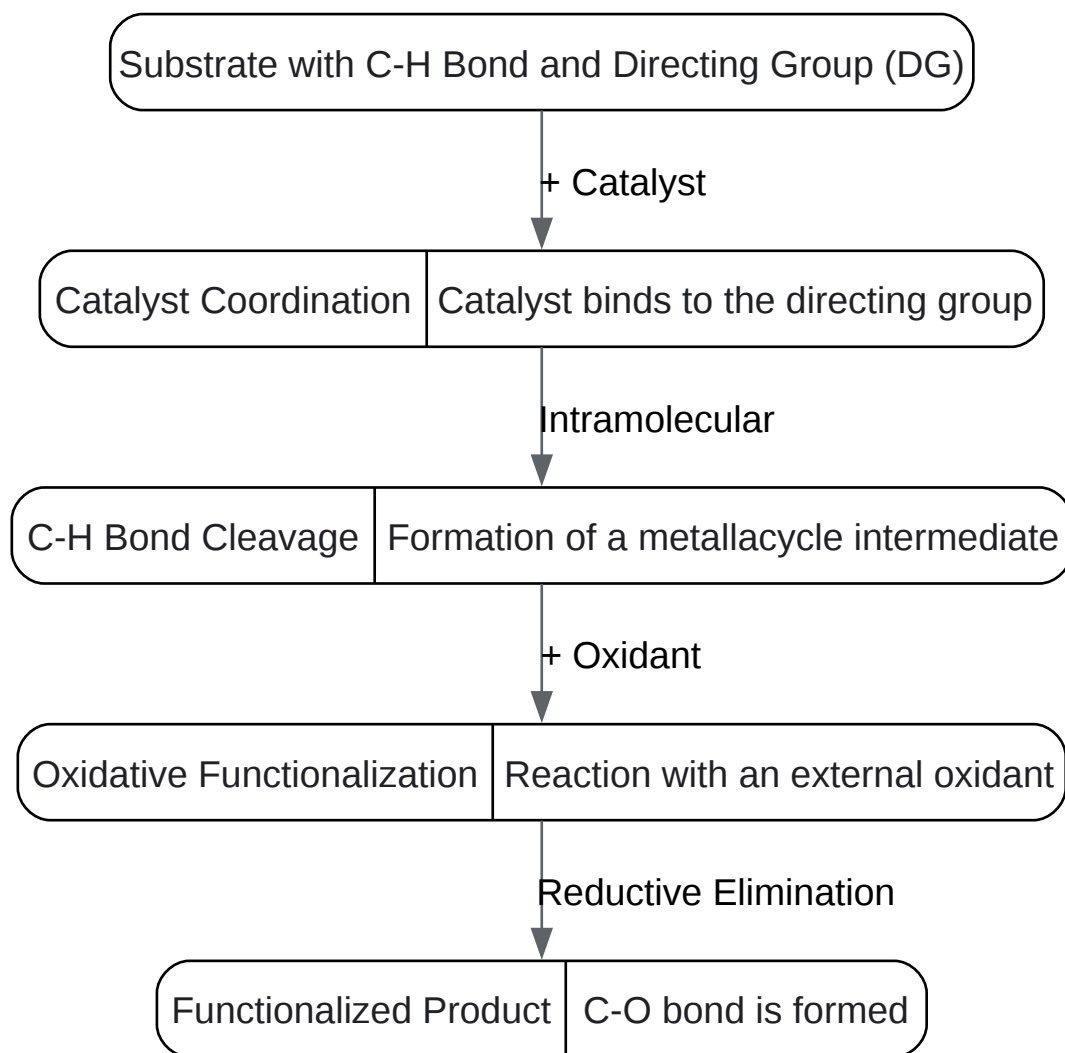 Substrate with C-H Bond and Directing Group (DG)
+ Catalyst
Catalyst Coordination
Catalyst binds to the directing group
Intramolecular
C-H Bond Cleavage
Formation of a metallacycle intermediate
+ Oxidant
Oxidative Functionalization
Reaction with an external oxidant
Reductive Elimination
Functionalized Product
C-O bond is formed